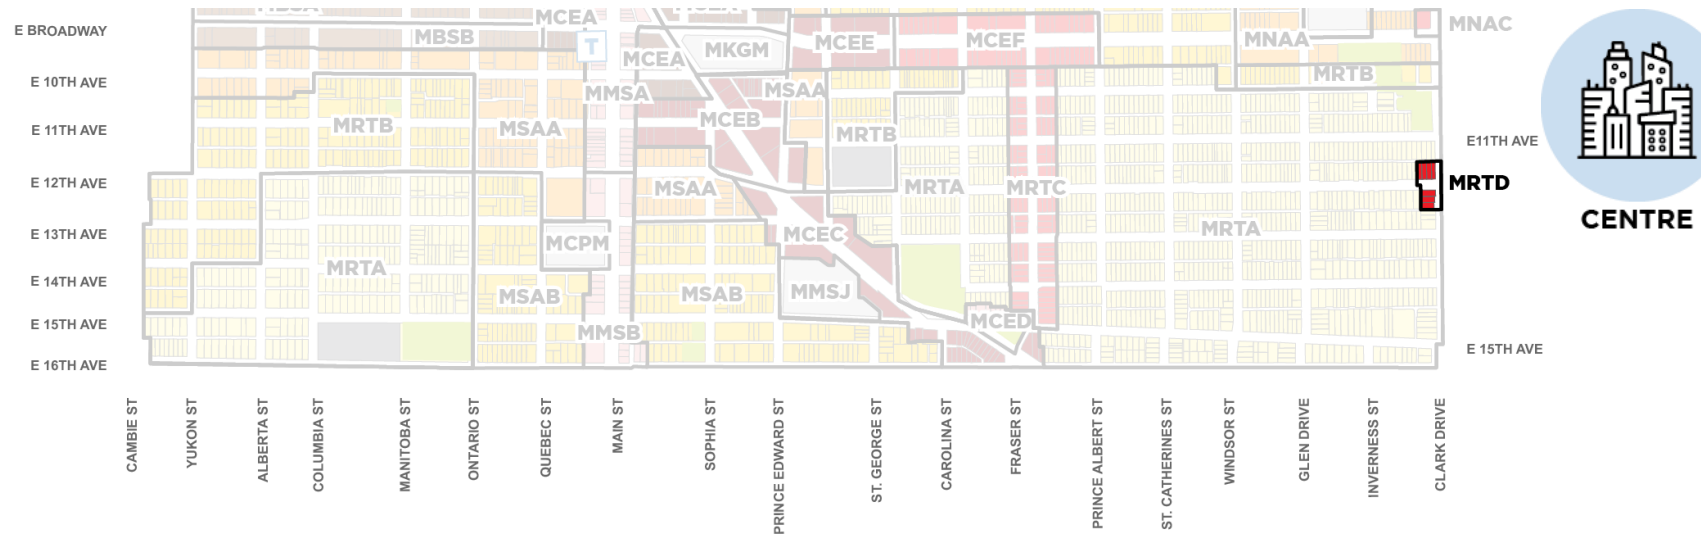 MCEA
E BROADWAY
MBSB
T
MCEA
MKGM
MCEE
MCEF
MNAA
MNAC
E 10TH AVE
MMSA
MSAA
MRTB
E 11TH AVE
MRTB
MSAA
MCEB
MRTB
E11TH AVE
E 12TH AVE
MSAA
MRTA
MRTC
MRTD
CENTRE
E 13TH AVE
MCPM
MCEC
MRTA
E 14TH AVE
MRTA
MSAB
MSAB
MMSJ
E 15TH AVE
MMSB
MCED
E 15TH AVE
E 16TH AVE
CAMBIE ST
YUKON ST
ALBERTA ST
COLUMBIA ST
MANITOBA ST
ONTARIO ST
QUEBEC ST
MAIN ST
SOPHIA ST
PRINCE EDWARD ST
ST. GEORGE ST
CAROLINA ST
FRASER ST
PRINCE ALBERT ST
ST. CATHERINES ST
WINDSOR ST
GLEN DRIVE
INVERNESS ST
CLARK DRIVE